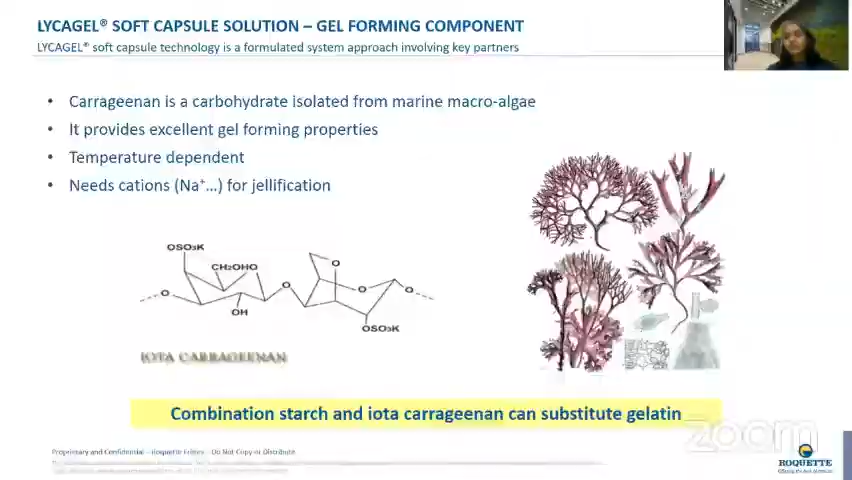 LYCAGEL® SOFT CAPSULE SOLUTION – GEL FORMING COMPONENT
LYCAGEL® soft capsule technology is a formulated system approach involving key partners
• Carrageenan is a carbohydrate isolated from marine macro-algae
• It provides excellent gel forming properties
• Temperature dependent
• Needs cations (Na⁺…) for jellification
OSO₃K
CH₂OHO
O
O
O
O
O
OH
OSO₃K
IOTA CARRAGEENAN
Combination starch and iota carrageenan can substitute gelatin
zoom
Proprietary and Confidential – Roquette Frères – Do Not Copy or Distribute
ROQUETTE